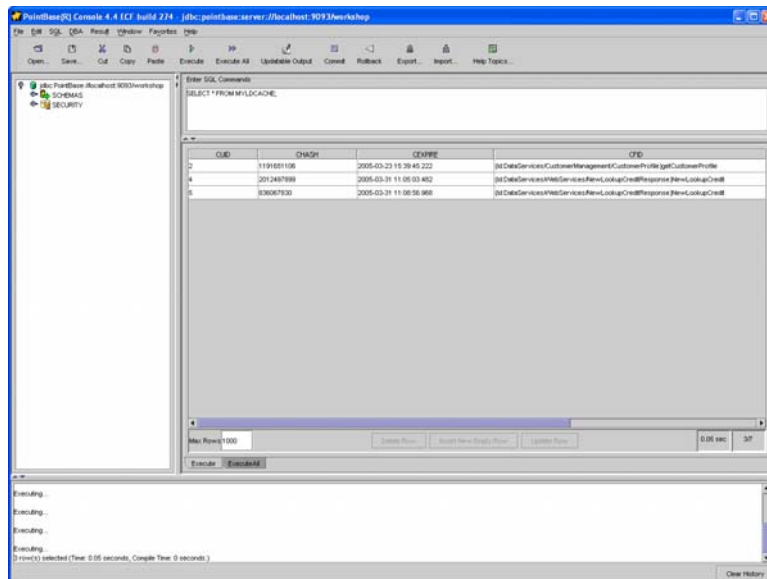 PointBase(R) Console 4.4 ECF build 274 - jdbc:pointbase:server://localhost:9093/workshop
File Edit SQL DBA Result Window Favorites Help
Open... Save... Cut Copy Paste Execute Execute All Updatable Output Commit Rollback Export... Import... Help Topics...
jdbc:PointBase://localhost:9093/workshop
SCHEMAS
SECURITY
Enter SQL Commands
SELECT * FROM MYLDCACHE;
CUID CHASH CEXPIRE CFID
2 1191651106 2005-03-23 15:39:45.222 {ld:DataServices/CustomerManagement/CustomerProfile}getCustomerProfile
4 2012497899 2005-03-31 11:05:03.482 {ld:DataServices/WebServices/NewLookupCreditResponse}NewLookupCredit
5 836067830 2005-03-31 11:08:56.968 {ld:DataServices/WebServices/NewLookupCreditResponse}NewLookupCredit
Max Rows 1000 Delete Row Insert New Empty Row Update Row 0.05 sec 3/7
Execute ExecuteAll
Executing...
Executing...
Executing...
Executing...
3 row(s) selected (Time: 0.05 seconds, Compile Time: 0 seconds.)
Clear History